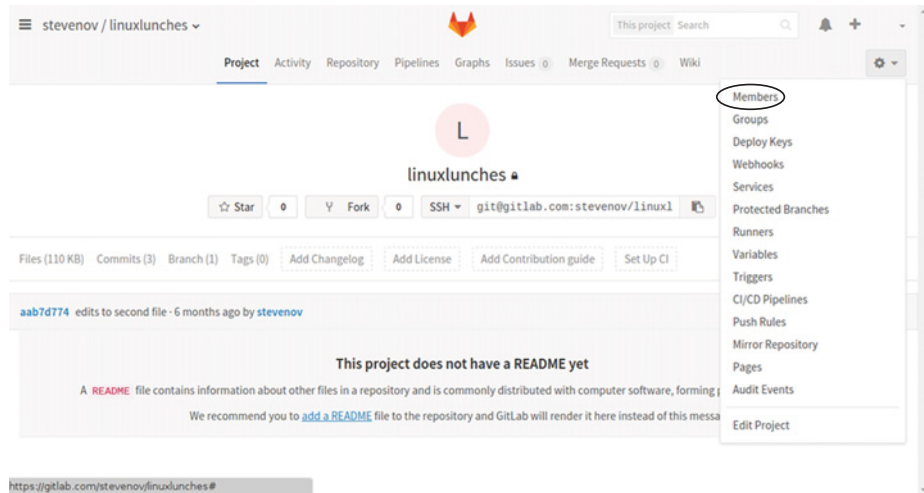 stevenov / linuxlunches
This project Search
Project Activity Repository Pipelines Graphs Issues 0 Merge Requests 0 Wiki
L
linuxlunches
Star 0 Fork 0 SSH git@gitlab.com:stevenov/linuxl
Files (110 KB) Commits (3) Branch (1) Tags (0) Add Changelog Add License Add Contribution guide Set Up CI
aab7d774 edits to second file · 6 months ago by stevenov
This project does not have a README yet
A README file contains information about other files in a repository and is commonly distributed with computer software, forming
We recommend you to add a README file to the repository and GitLab will render it here instead of this messa
Members
Groups
Deploy Keys
Webhooks
Services
Protected Branches
Runners
Variables
Triggers
CI/CD Pipelines
Push Rules
Mirror Repository
Pages
Audit Events
Edit Project
https://gitlab.com/stevenov/linuxlunches#